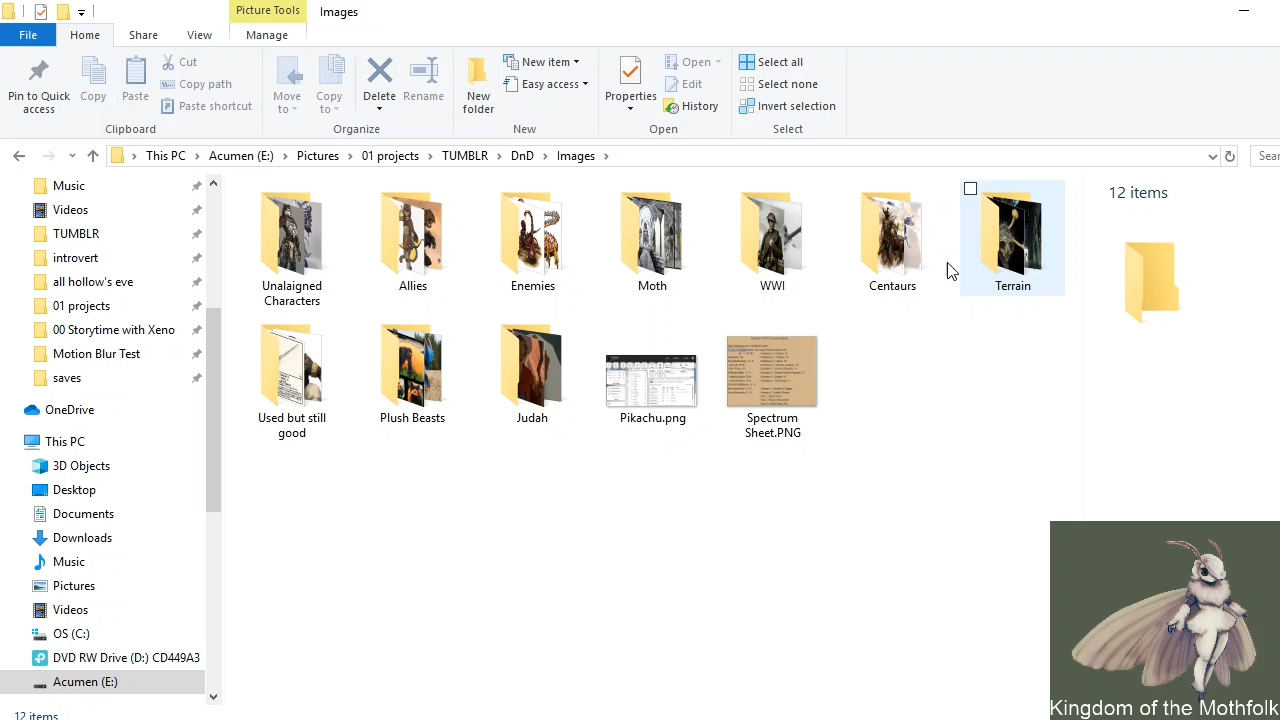 Picture Tools
Images
File
Home
Share
View
Manage
Pin to Quick
access
Copy
Paste
Cut
Copy path
Paste shortcut
Clipboard
Move
to
Copy
to
Delete
Rename
Organize
New
folder
New item
Easy access
New
Properties
Open
Edit
History
Open
Select all
Select none
Invert selection
Select
This PC
Acumen (E:)
Pictures
01 projects
TUMBLR
DnD
Images
Music
Videos
TUMBLR
introvert
all hollow's eve
01 projects
00 Storytime with Xeno
saves
OneDrive
This PC
3D Objects
Desktop
Documents
Downloads
Music
Pictures
Videos
OS (C:)
DVD RW Drive (D:) CD449A3
Acumen (E:)
12 items
Unalaigned
Characters
Allies
Enemies
Moth
WWI
Centaurs
Terrain
Used but still
good
Plush Beasts
Judah
Pikachu.png
Spectrum
Sheet.PNG
12 items
Kingdom of the Mothfolk